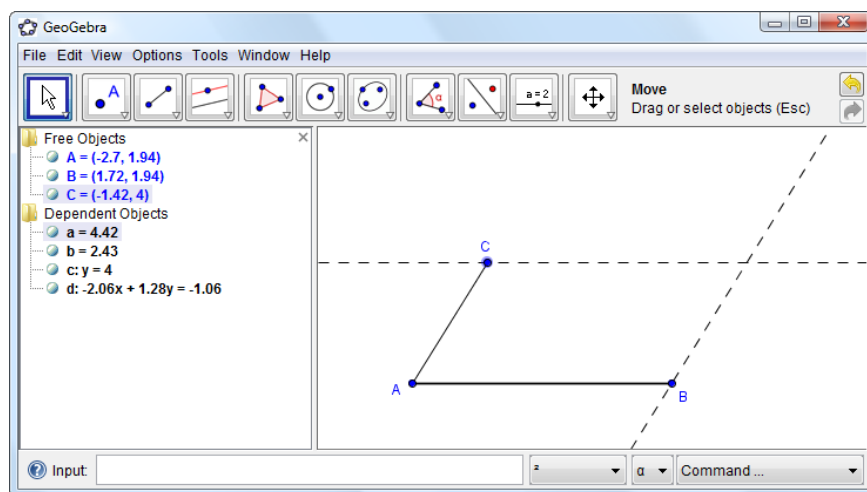 GeoGebra
File Edit View Options Tools Window Help
A
α
a = 2
Move
Drag or select objects (Esc)
Free Objects
A = (-2.7, 1.94)
B = (1.72, 1.94)
C = (-1.42, 4)
Dependent Objects
a = 4.42
b = 2.43
c: y = 4
d: -2.06x + 1.28y = -1.06
C
A
B
Input:
² α Command ...